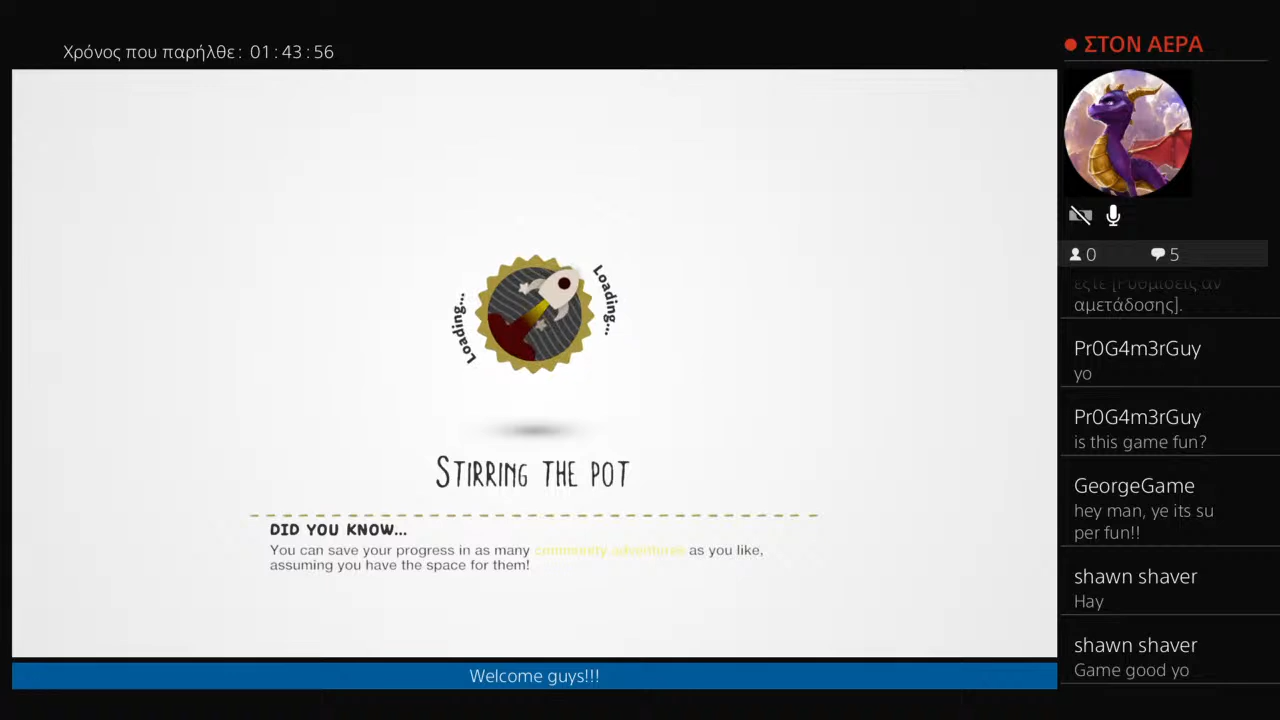 Χρόνος που παρήλθε: 01:43:56
Loading...
Loading...
STIRRING THE POT
DID YOU KNOW...
You can save your progress in as many community adventures as you like,
assuming you have the space for them!
Welcome guys!!!
ΣΤΟΝ ΑΕΡΑ
0 5
εξτε [Ρυθμίσεις αν
αμετάδοσης].
Pr0G4m3rGuy
yo
Pr0G4m3rGuy
is this game fun?
GeorgeGame
hey man, ye its su
per fun!!
shawn shaver
Hay
shawn shaver
Game good yo